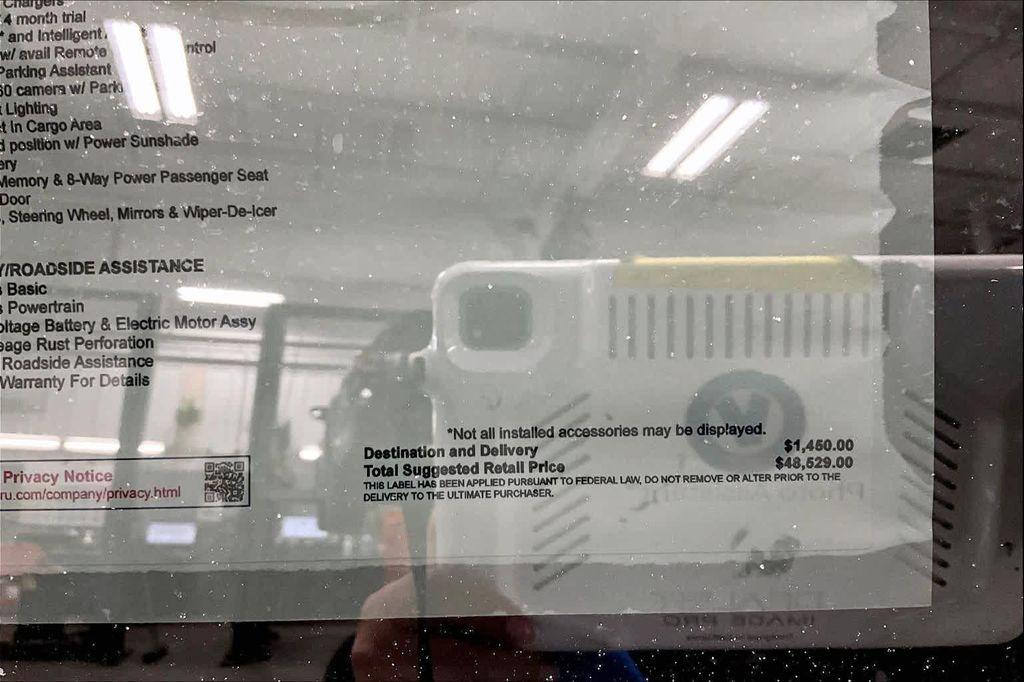 Chargers
4 month trial
* and Intelligent
w/ avail Remote ntrol
Parking Assistant
60 camera w/ Park
Lighting
t In Cargo Area
d position w/ Power Sunshade
ery
Memory & 8-Way Power Passenger Seat
Door
, Steering Wheel, Mirrors & Wiper-De-Icer
Y/ROADSIDE ASSISTANCE
s Basic
s Powertrain
oltage Battery & Electric Motor Assy
eage Rust Perforation
Roadside Assistance
Warranty For Details
Privacy Notice
ru.com/company/privacy.html
*Not all installed accessories may be displayed.
Destination and Delivery $1,450.00
Total Suggested Retail Price $48,529.00
THIS LABEL HAS BEEN APPLIED PURSUANT TO FEDERAL LAW, DO NOT REMOVE OR ALTER PRIOR TO THE
DELIVERY TO THE ULTIMATE PURCHASER.